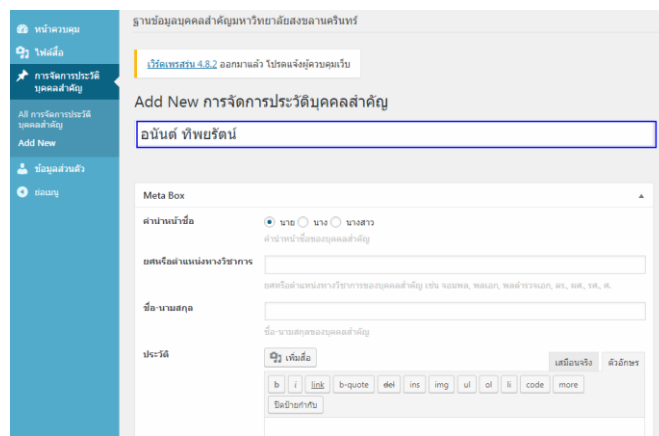 ฐานข้อมูลบุคคลสำคัญมหาวิทยาลัยสงขลานครินทร์
หน้าควบคุม
ไฟล์สื่อ
การจัดการประวัติ
บุคคลสำคัญ
All การจัดการประวัติ
บุคคลสำคัญ
Add New
ข้อมูลส่วนตัว
ย่อเมนู
เวิร์ดเพรสรุ่น 4.8.2 ออกมาแล้ว โปรดแจ้งผู้ควบคุมเว็บ
Add New การจัดการประวัติบุคคลสำคัญ
อนันต์ ทิพยรัตน์
Meta Box
คำนำหน้าชื่อ
นาย นาง นางสาว
คำนำหน้าชื่อของบุคคลสำคัญ
ยศหรือตำแหน่งทางวิชาการ
ยศหรือตำแหน่งทางวิชาการของบุคคลสำคัญ เช่น จอมพล, พลเอก, พลตำรวจเอก, ดร., ผศ., รศ., ศ.
ชื่อ-นามสกุล
ชื่อ-นามสกุลของบุคคลสำคัญ
ประวัติ
เพิ่มสื่อ
เสมือนจริง ตัวอักษร
b i link b-quote del ins img ul ol li code more
ปิดป้ายกำกับ